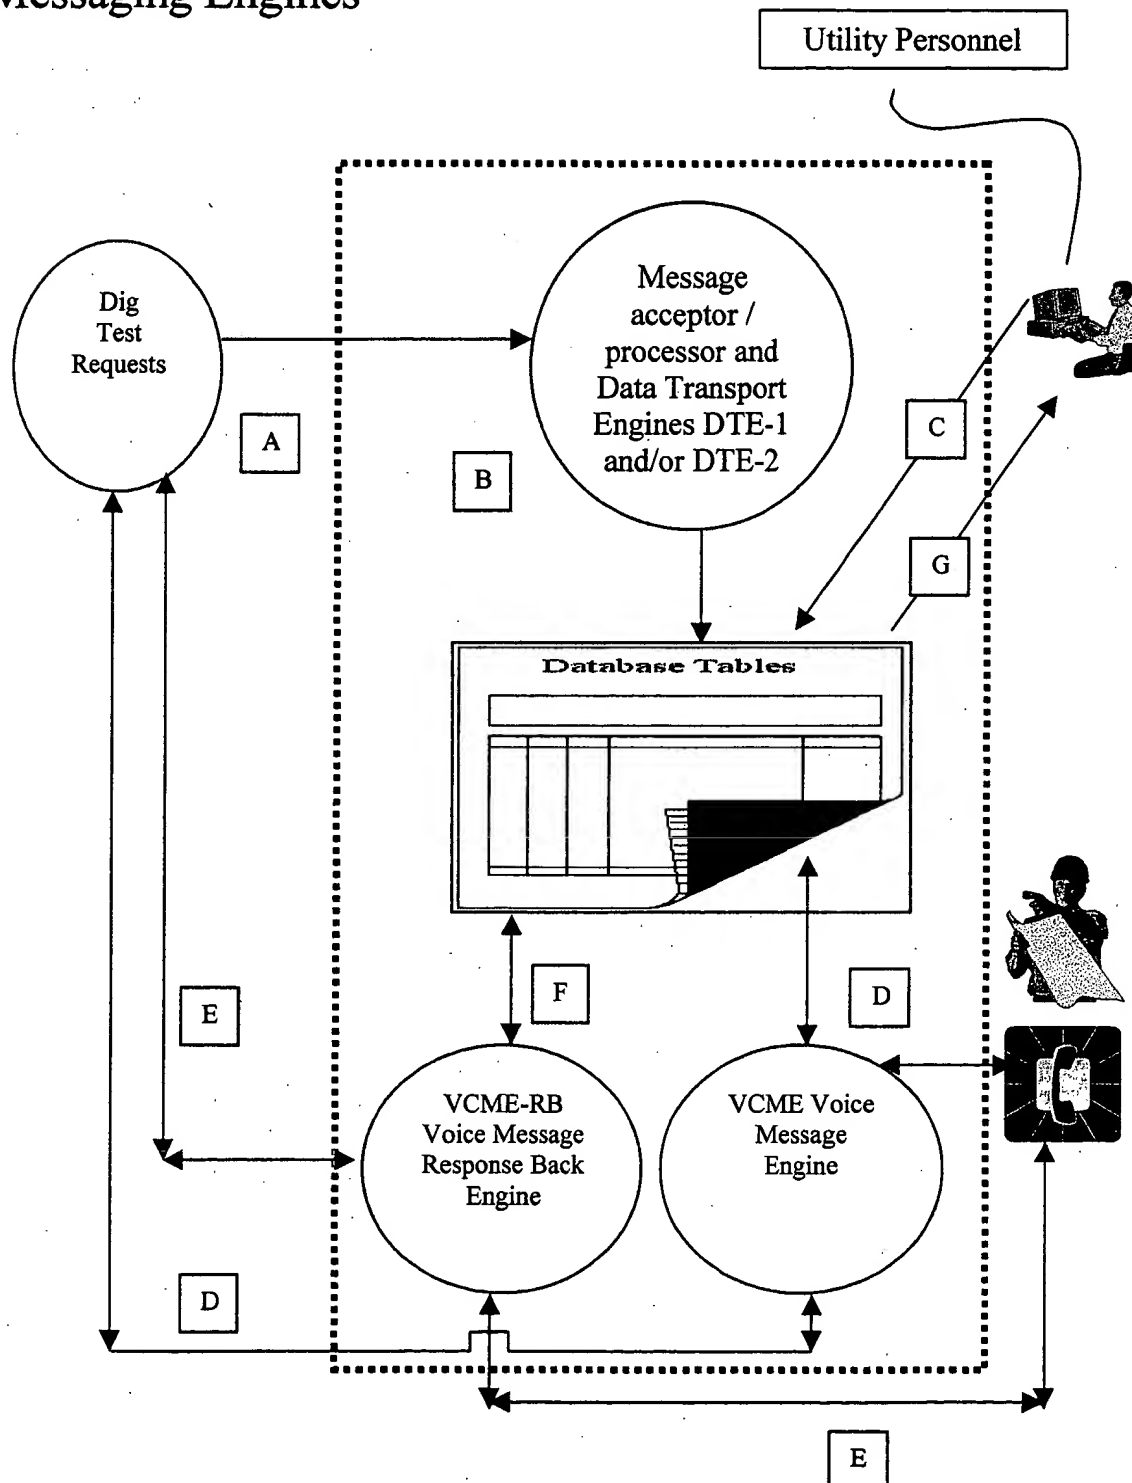 Messaging Engines
Utility Personnel
Dig
Test
Requests
Message
acceptor /
processor and
Data Transport
Engines DTE-1
and/or DTE-2
A
B
C
G
Database Tables
F
D
E
VCME-RB
Voice Message
Response Back
Engine
VCME Voice
Message
Engine
D
E